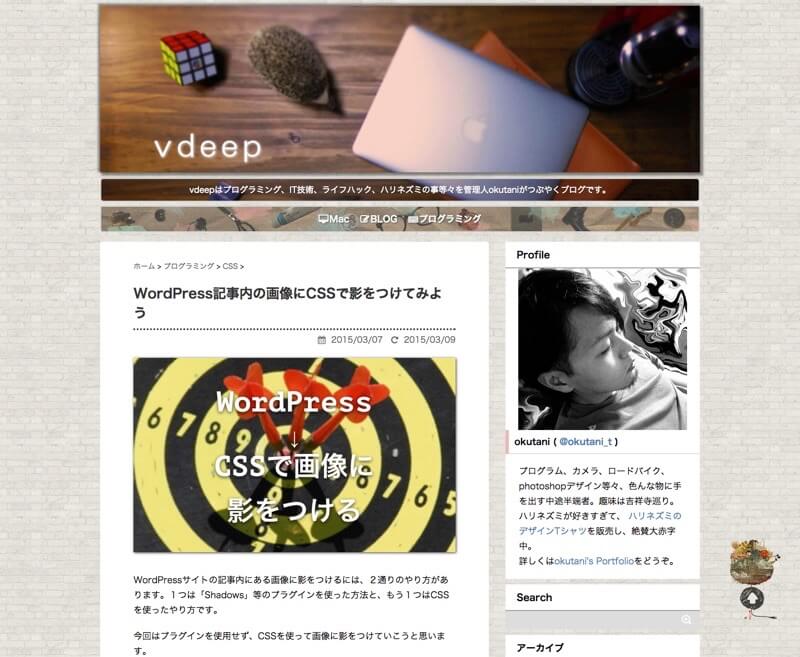 vdeep
vdeepはプログラミング、IT技術、ライフハック、ハリネズミの事等々を管理人okutaniがつぶやくブログです。
Mac BLOG プログラミング
ホーム > プログラミング > CSS >
WordPress記事内の画像にCSSで影をつけてみよ
う
2015/03/07 2015/03/09
WordPress
↓
CSSで画像に
影をつける
WordPressサイトの記事内にある画像に影をつけるには、２通りのやり方があ
ります。１つは「Shadows」等のプラグインを使った方法と、もう１つはCSS
を使ったやり方です。
今回はプラグインを使用せず、CSSを使って画像に影をつけていこうと思いま
す。
Profile
okutani ( @okutani_t )
プログラム、カメラ、ロードバイク、
photoshopデザイン等々、色んな物に手
を出す中途半端者。趣味は吉祥寺巡り。
ハリネズミが好きすぎて、 ハリネズミの
デザインTシャツを販売し、絶賛大赤字
中。
詳しくはokutani's Portfolioをどうぞ。
Search
アーカイブ